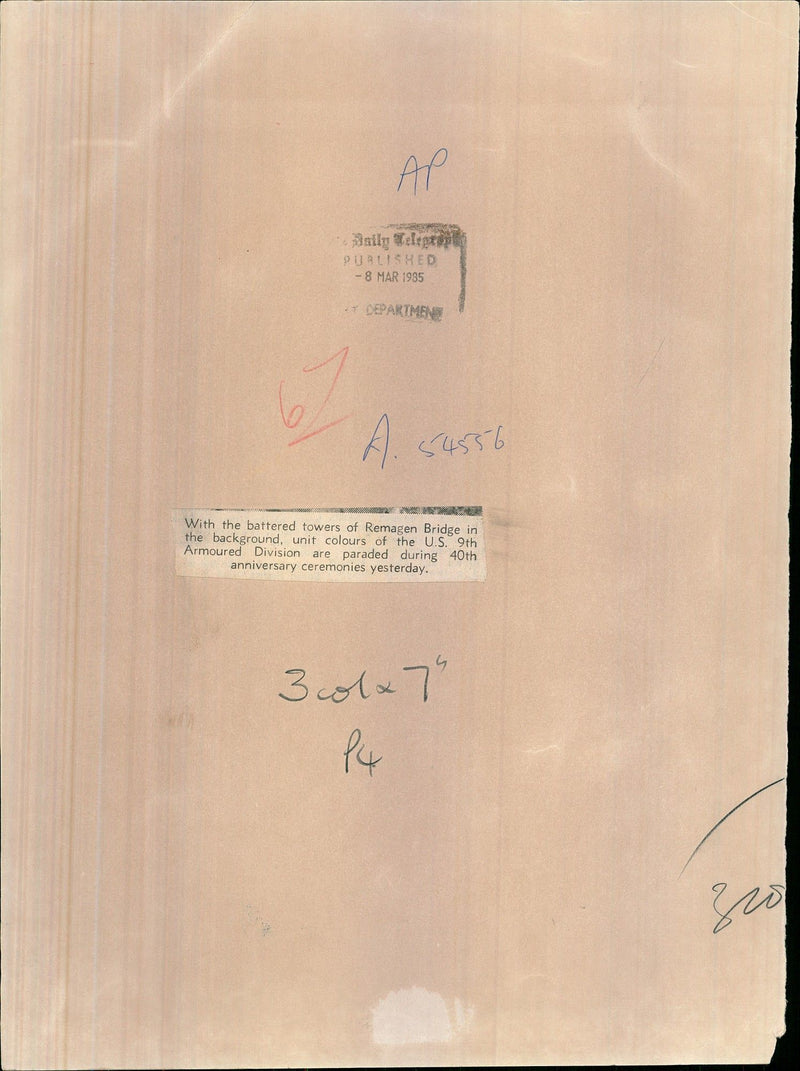 AP
Daily Telegraph
PUBLISHED
-8 MAR 1985
DEPARTMENT
67
A. 54556
With the battered towers of Remagen Bridge in
the background, unit colours of the U.S. 9th
Armoured Division are paraded during 40th
anniversary ceremonies yesterday.
3 col x 7"
P4
320